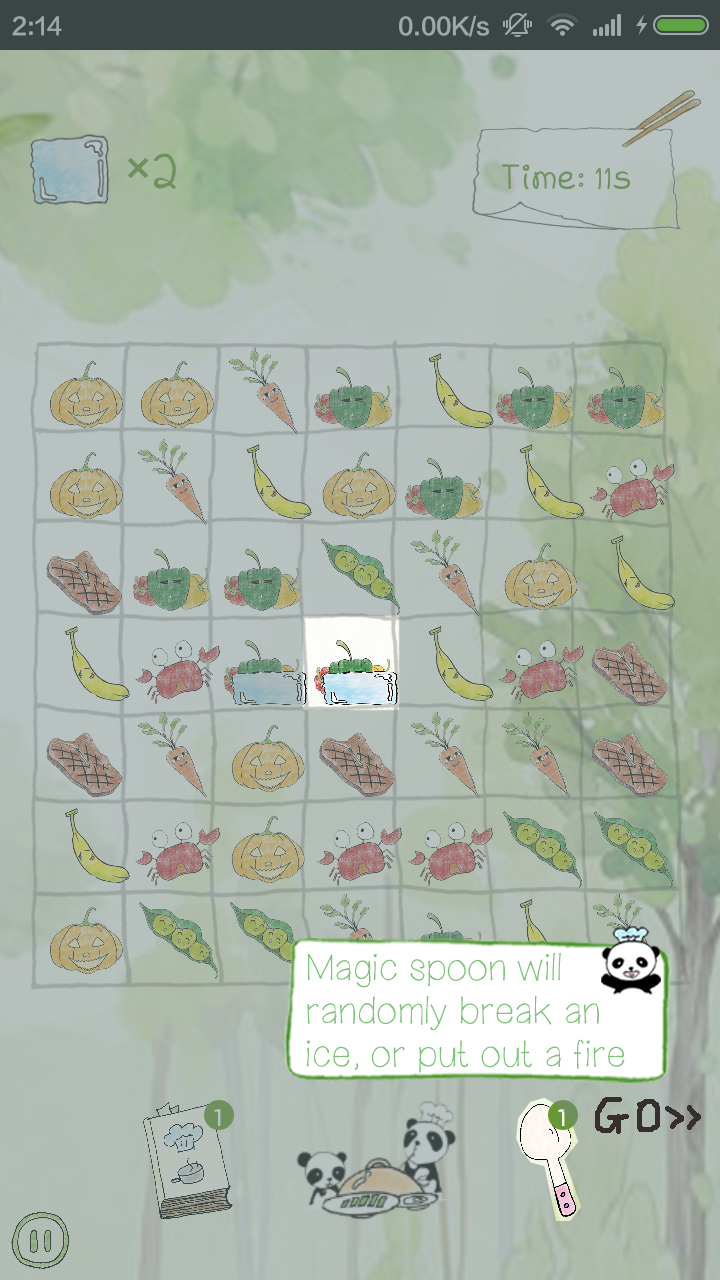 2:14
0.00K/s
×2
Time: 11s
Magic spoon will
randomly break an
ice, or put out a fire
1
1
GO>>